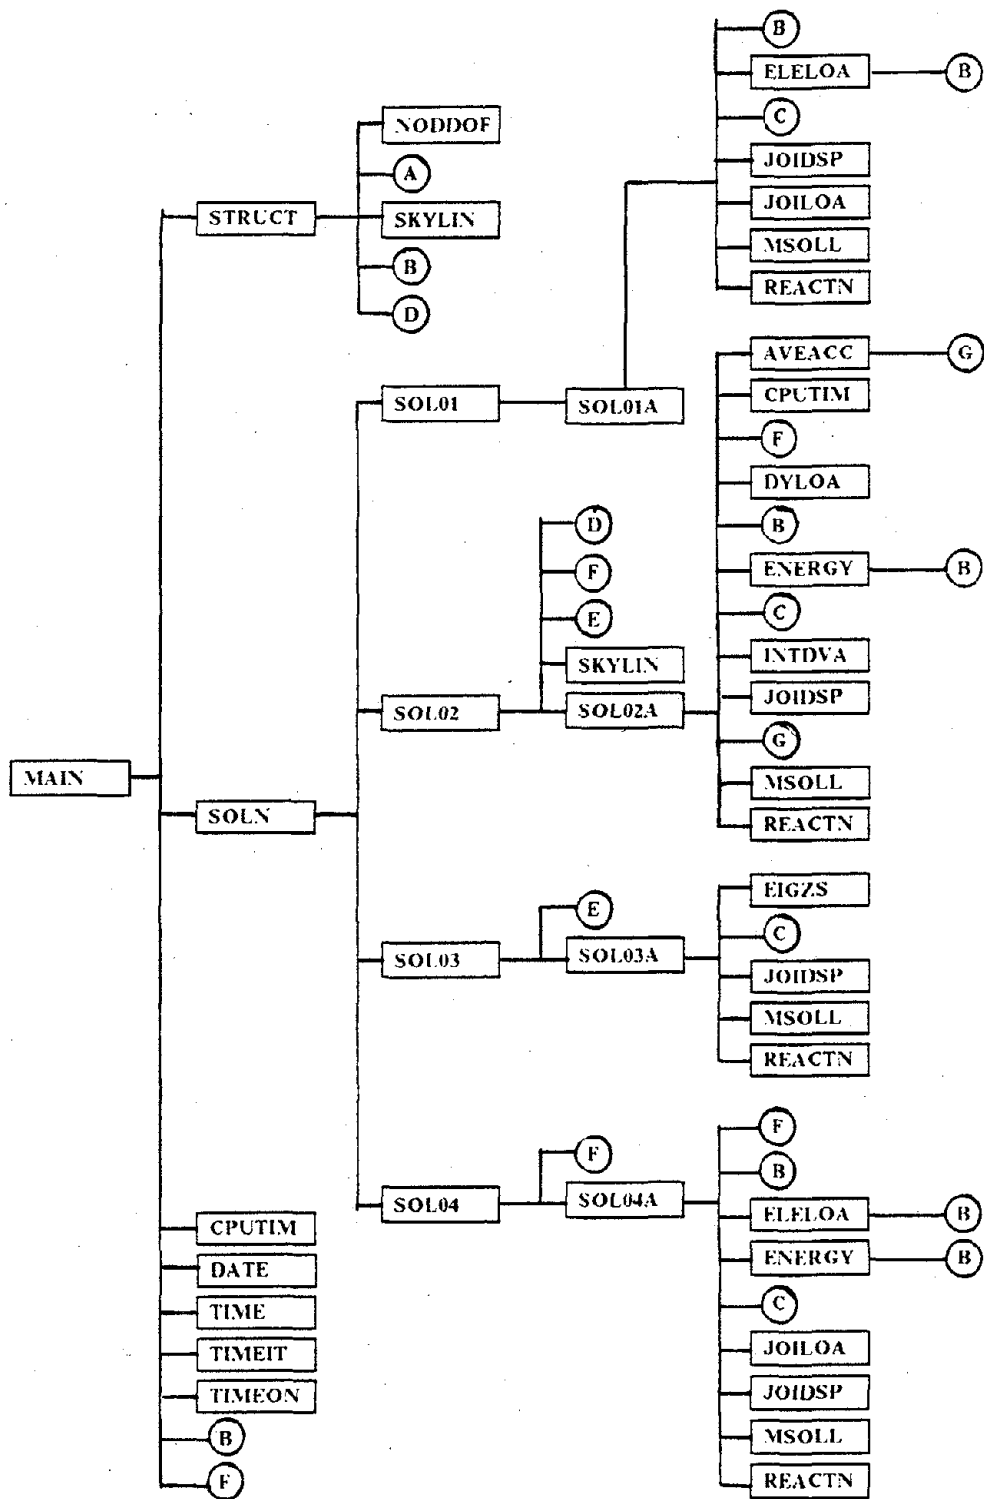 B
ELELOA
B
C
JOIDSP
JOILOA
MSOLL
REACTN
NODDOF
A
STRUCT
SKYLIN
B
D
AVEACC
G
CPUTIM
F
DYLOA
B
ENERGY
B
C
INTDVA
JOIDSP
G
MSOLL
REACTN
SOL01
SOL01A
D
F
E
SKYLIN
SOL02
SOL02A
MAIN
SOLN
EIGZS
C
JOIDSP
MSOLL
REACTN
E
SOL03
SOL03A
F
SOL04
SOL04A
F
B
ELELOA
B
ENERGY
B
C
JOILOA
JOIDSP
MSOLL
REACTN
CPUTIM
DATE
TIME
TIMEIT
TIMEON
B
F